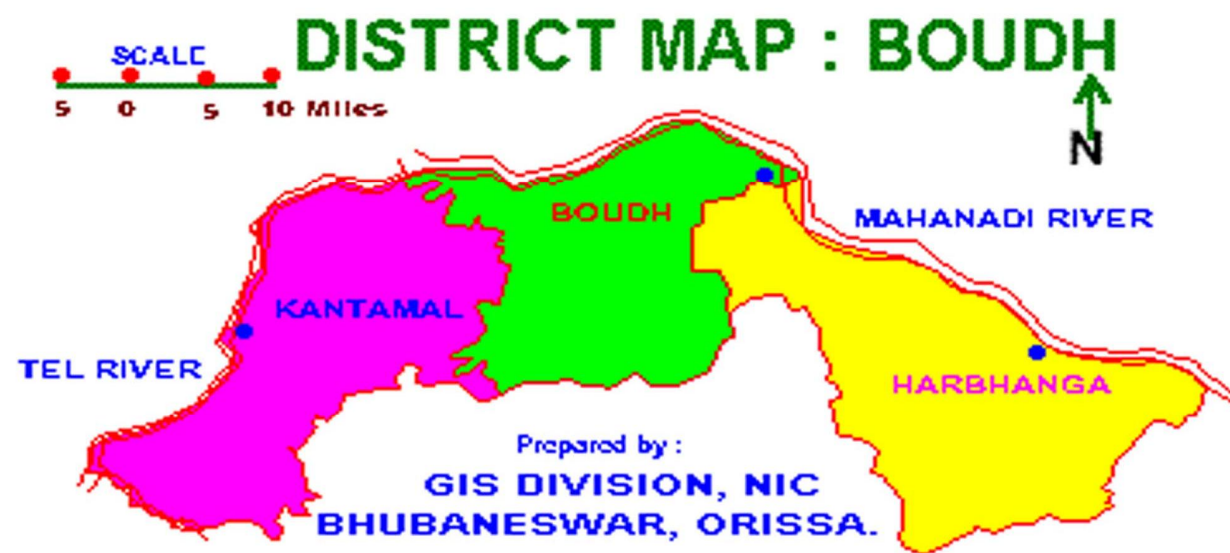 DISTRICT MAP : BOUDH
SCALE
5 0 5 10 Miles
N
BOUDH
MAHANADI RIVER
KANTAMAL
TEL RIVER
HARBHANGA
Prepared by :
GIS DIVISION, NIC
BHUBANESWAR, ORISSA.